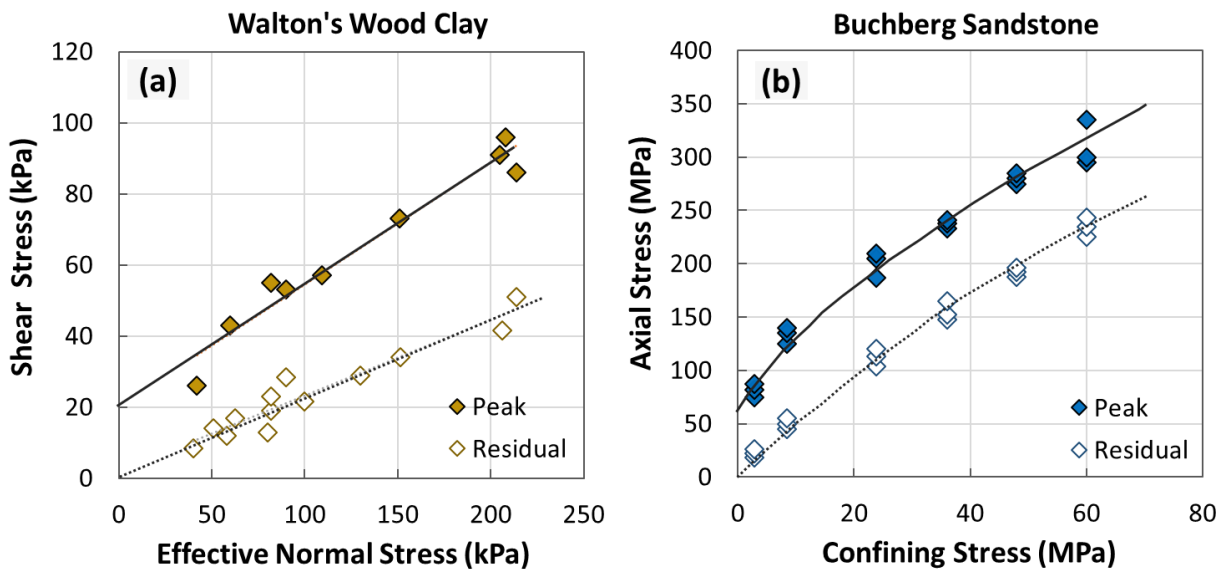 Walton's Wood Clay
(a)
Shear Stress (kPa)
120
100
80
60
40
20
0
Peak
Residual
0 50 100 150 200 250
Effective Normal Stress (kPa)
Buchberg Sandstone
(b)
Axial Stress (MPa)
400
350
300
250
200
150
100
50
0
Peak
Residual
0 20 40 60 80
Confining Stress (MPa)